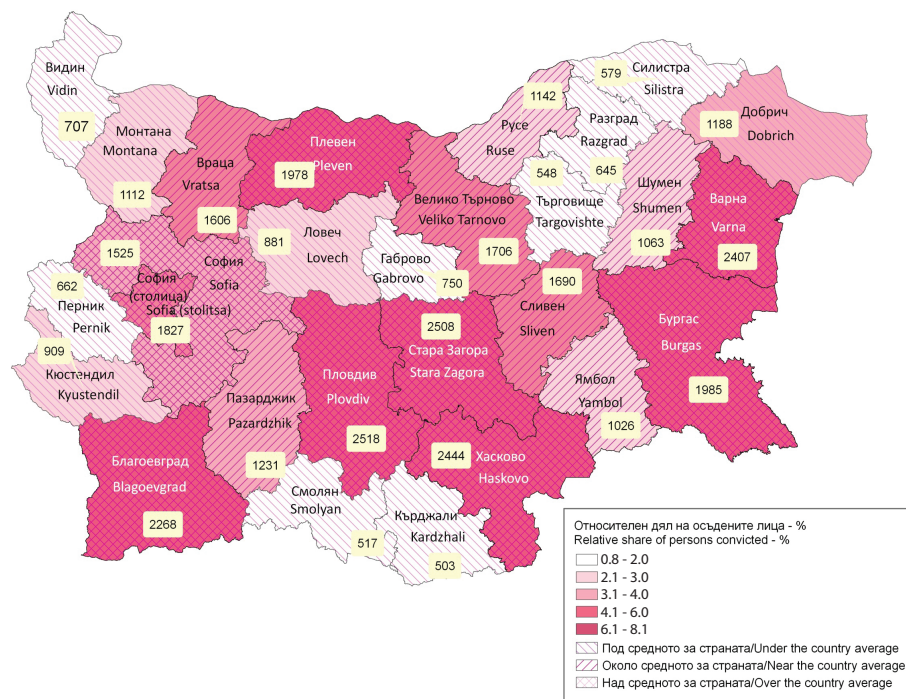 Видин
Vidin
707
Монтана
Montana
1112
Враца
Vratsa
1606
Плевен
Pleven
1978
Велико Търново
Veliko Tarnovo
1706
Русе
Ruse
1142
Силистра
Silistra
579
Разград
Razgrad
645
Търговище
Targovishte
548
Шумен
Shumen
1063
Добрич
Dobrich
1188
Варна
Varna
2407
Ловеч
Lovech
881
Габрово
Gabrovo
750
София
Sofia
1525
София
(столица)
Sofia (stolitsa)
1827
Перник
Pernik
662
Кюстендил
Kyustendil
909
Благоевград
Blagoevgrad
2268
Пазарджик
Pazardzhik
1231
Пловдив
Plovdiv
2518
Стара Загора
Stara Zagora
2508
Сливен
Sliven
1690
Ямбол
Yambol
1026
Бургас
Burgas
1985
Хасково
Haskovo
2444
Смолян
Smolyan
517
Кърджали
Kardzhali
503
Относителен дял на осъдените лица - %
Relative share of persons convicted - %
0.8 - 2.0
2.1 - 3.0
3.1 - 4.0
4.1 - 6.0
6.1 - 8.1
Под средното за страната/Under the country average
Около средното за страната/Near the country average
Над средното за страната/Over the country average